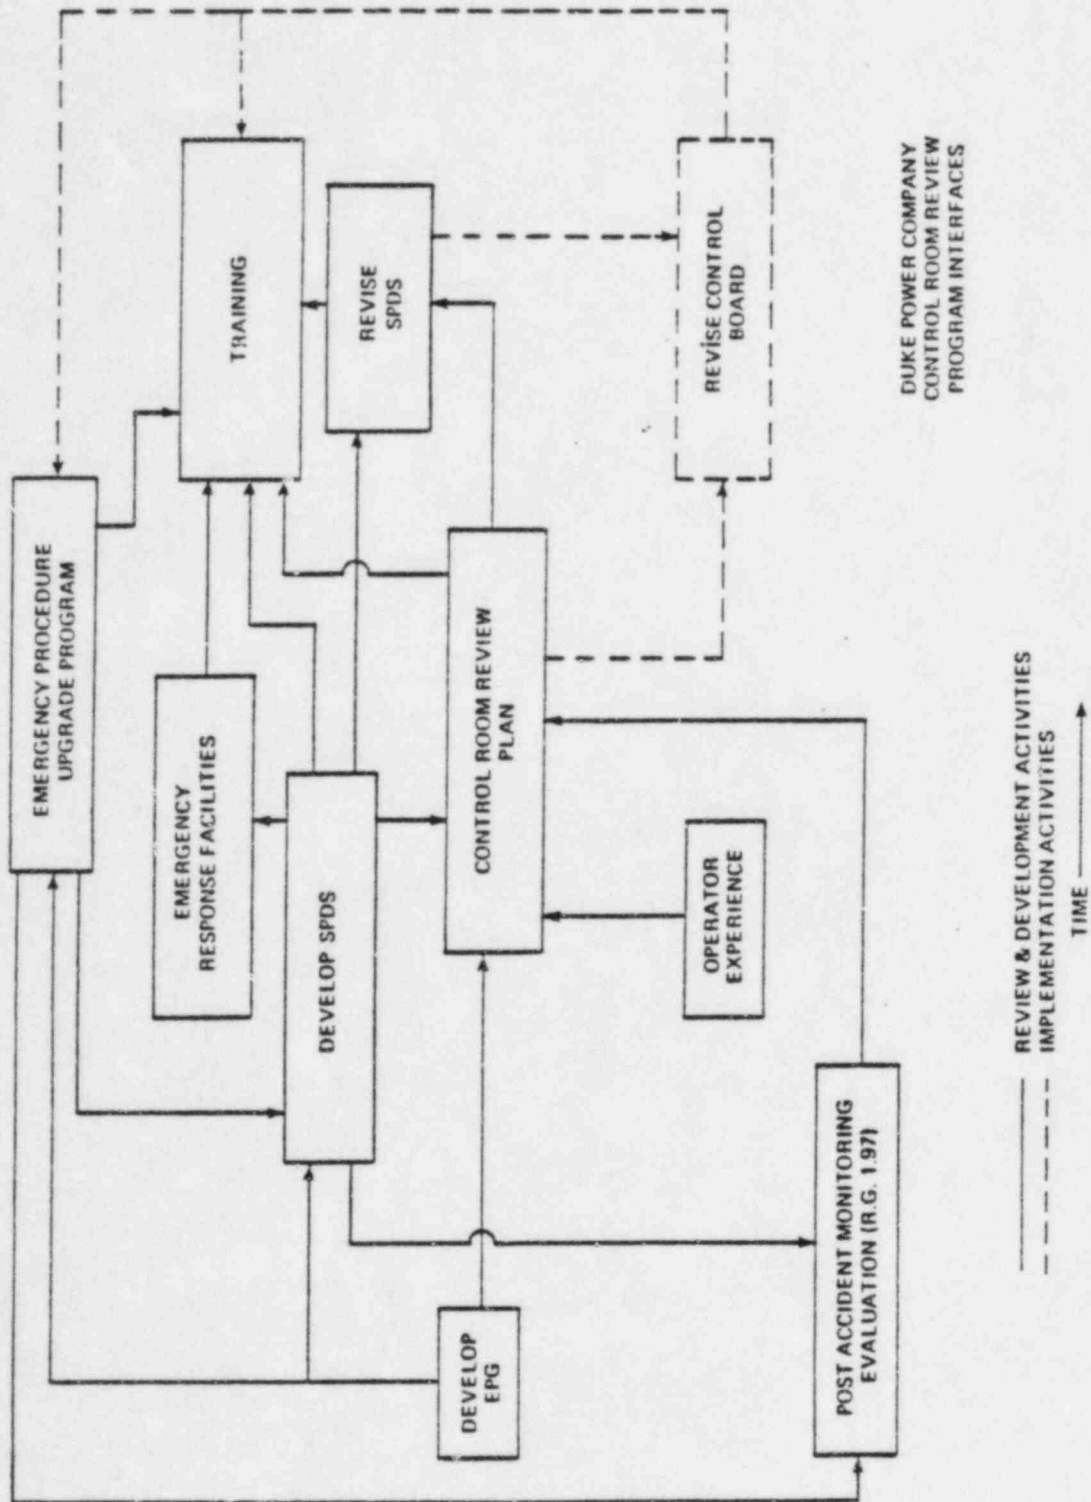 EMERGENCY PROCEDURE
UPGRADE PROGRAM
EMERGENCY
RESPONSE FACILITIES
TRAINING
DEVELOP SPDS
REVISE
SPDS
DEVELOP
EPG
CONTROL ROOM REVIEW
PLAN
OPERATOR
EXPERIENCE
REVISE CONTROL
BOARD
POST ACCIDENT MONITORING
EVALUATION (R.G. 1.97)
DUKE POWER COMPANY
CONTROL ROOM REVIEW
PROGRAM INTERFACES
REVIEW & DEVELOPMENT ACTIVITIES
IMPLEMENTATION ACTIVITIES
TIME